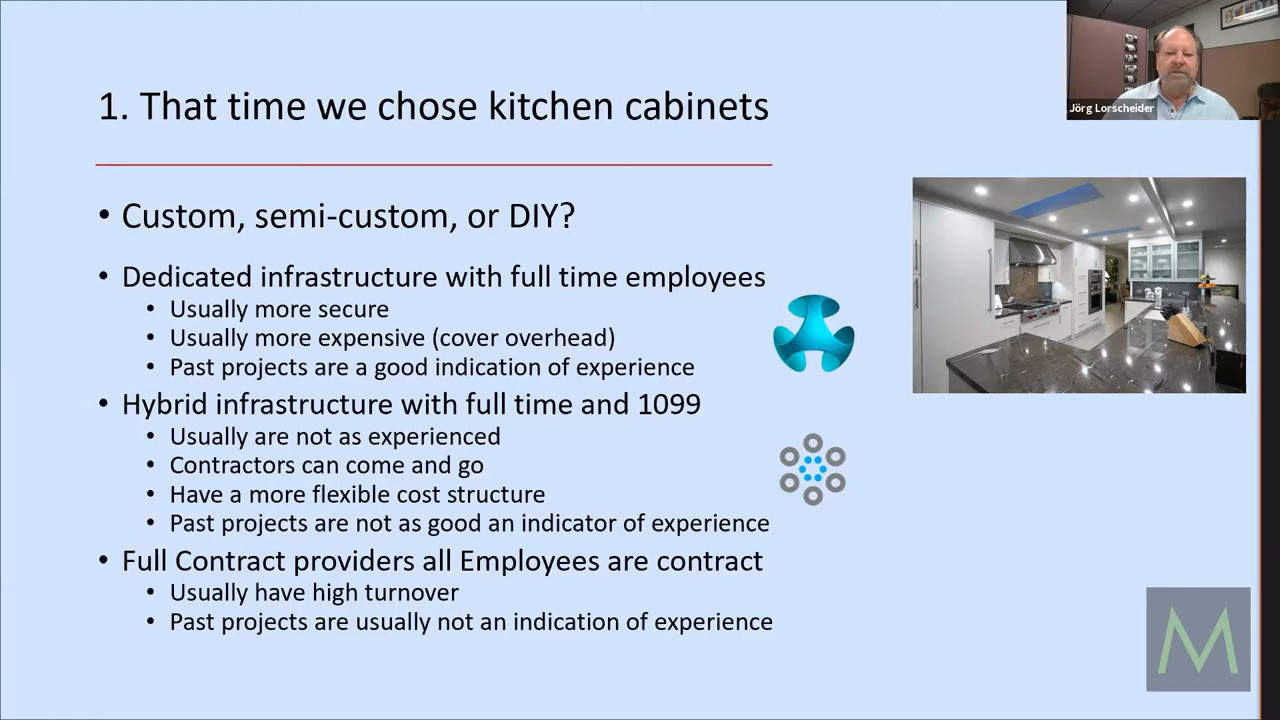 Jörg Lorscheider
1. That time we chose kitchen cabinets
• Custom, semi-custom, or DIY?
• Dedicated infrastructure with full time employees
• Usually more secure
• Usually more expensive (cover overhead)
• Past projects are a good indication of experience
• Hybrid infrastructure with full time and 1099
• Usually are not as experienced
• Contractors can come and go
• Have a more flexible cost structure
• Past projects are not as good an indicator of experience
• Full Contract providers all Employees are contract
• Usually have high turnover
• Past projects are usually not an indication of experience
M